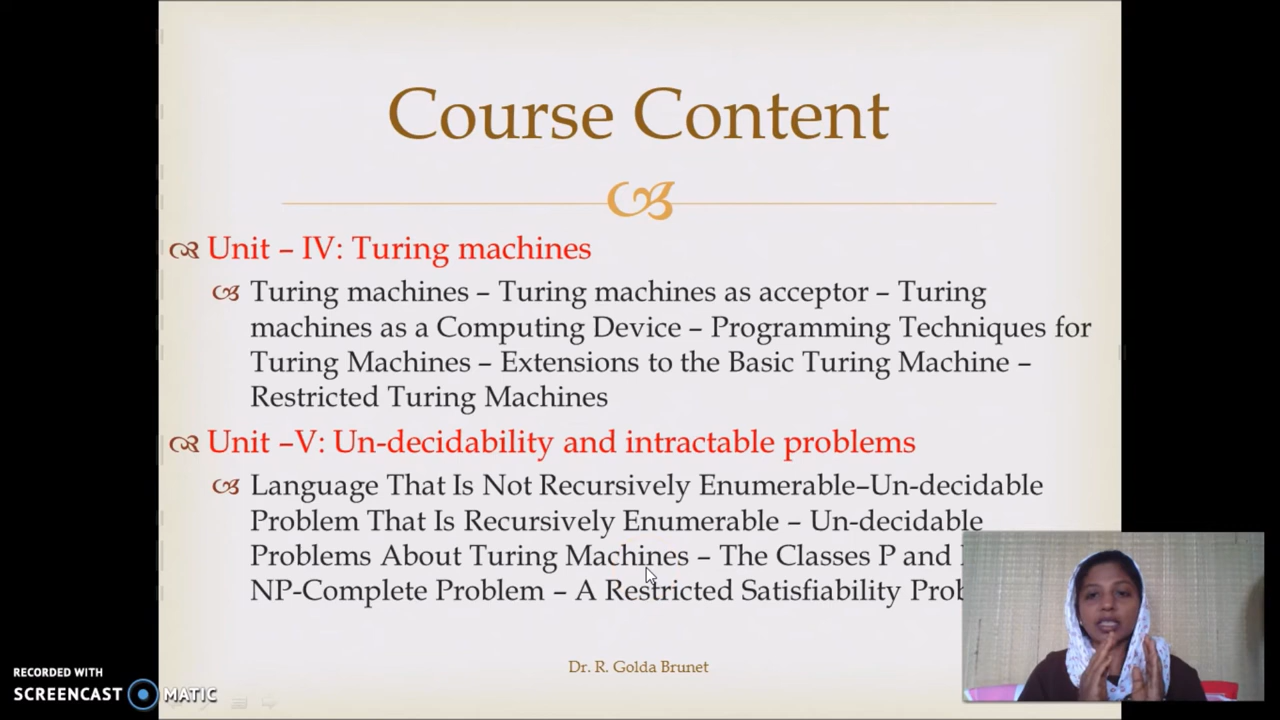 Course Content
Unit – IV: Turing machines
Turing machines – Turing machines as acceptor – Turing
machines as a Computing Device – Programming Techniques for
Turing Machines – Extensions to the Basic Turing Machine –
Restricted Turing Machines
Unit –V: Un-decidability and intractable problems
Language That Is Not Recursively Enumerable–Un-decidable
Problem That Is Recursively Enumerable – Un-decidable
Problems About Turing Machines – The Classes P and
NP-Complete Problem – A Restricted Satisfiability
Dr. R. Golda Brunet
RECORDED WITH
SCREENCAST MATIC